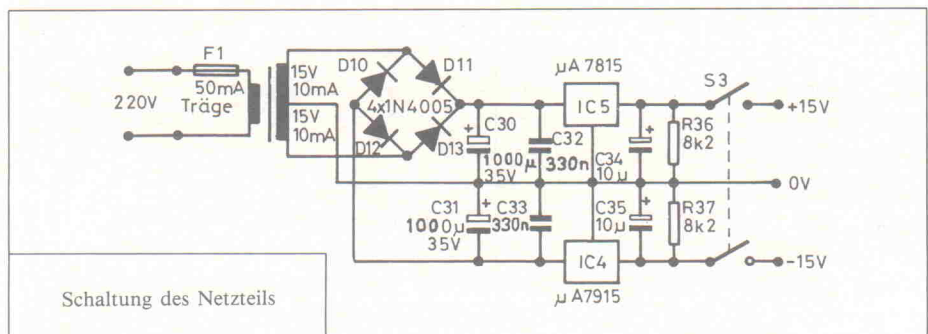 F1
50mA
Träge
220V
15V
10mA
15V
10mA
D10
D11
4x1N4005
D12
D13
+
C30
1000µ
35V
C32
330n
+
C31
1000µ
35V
C33
330n
µA 7815
IC5
+
C34
10µ
+
C35
10µ
IC4
µA7915
R36
8k2
R37
8k2
S3
+15V
0V
-15V
Schaltung des Netzteils